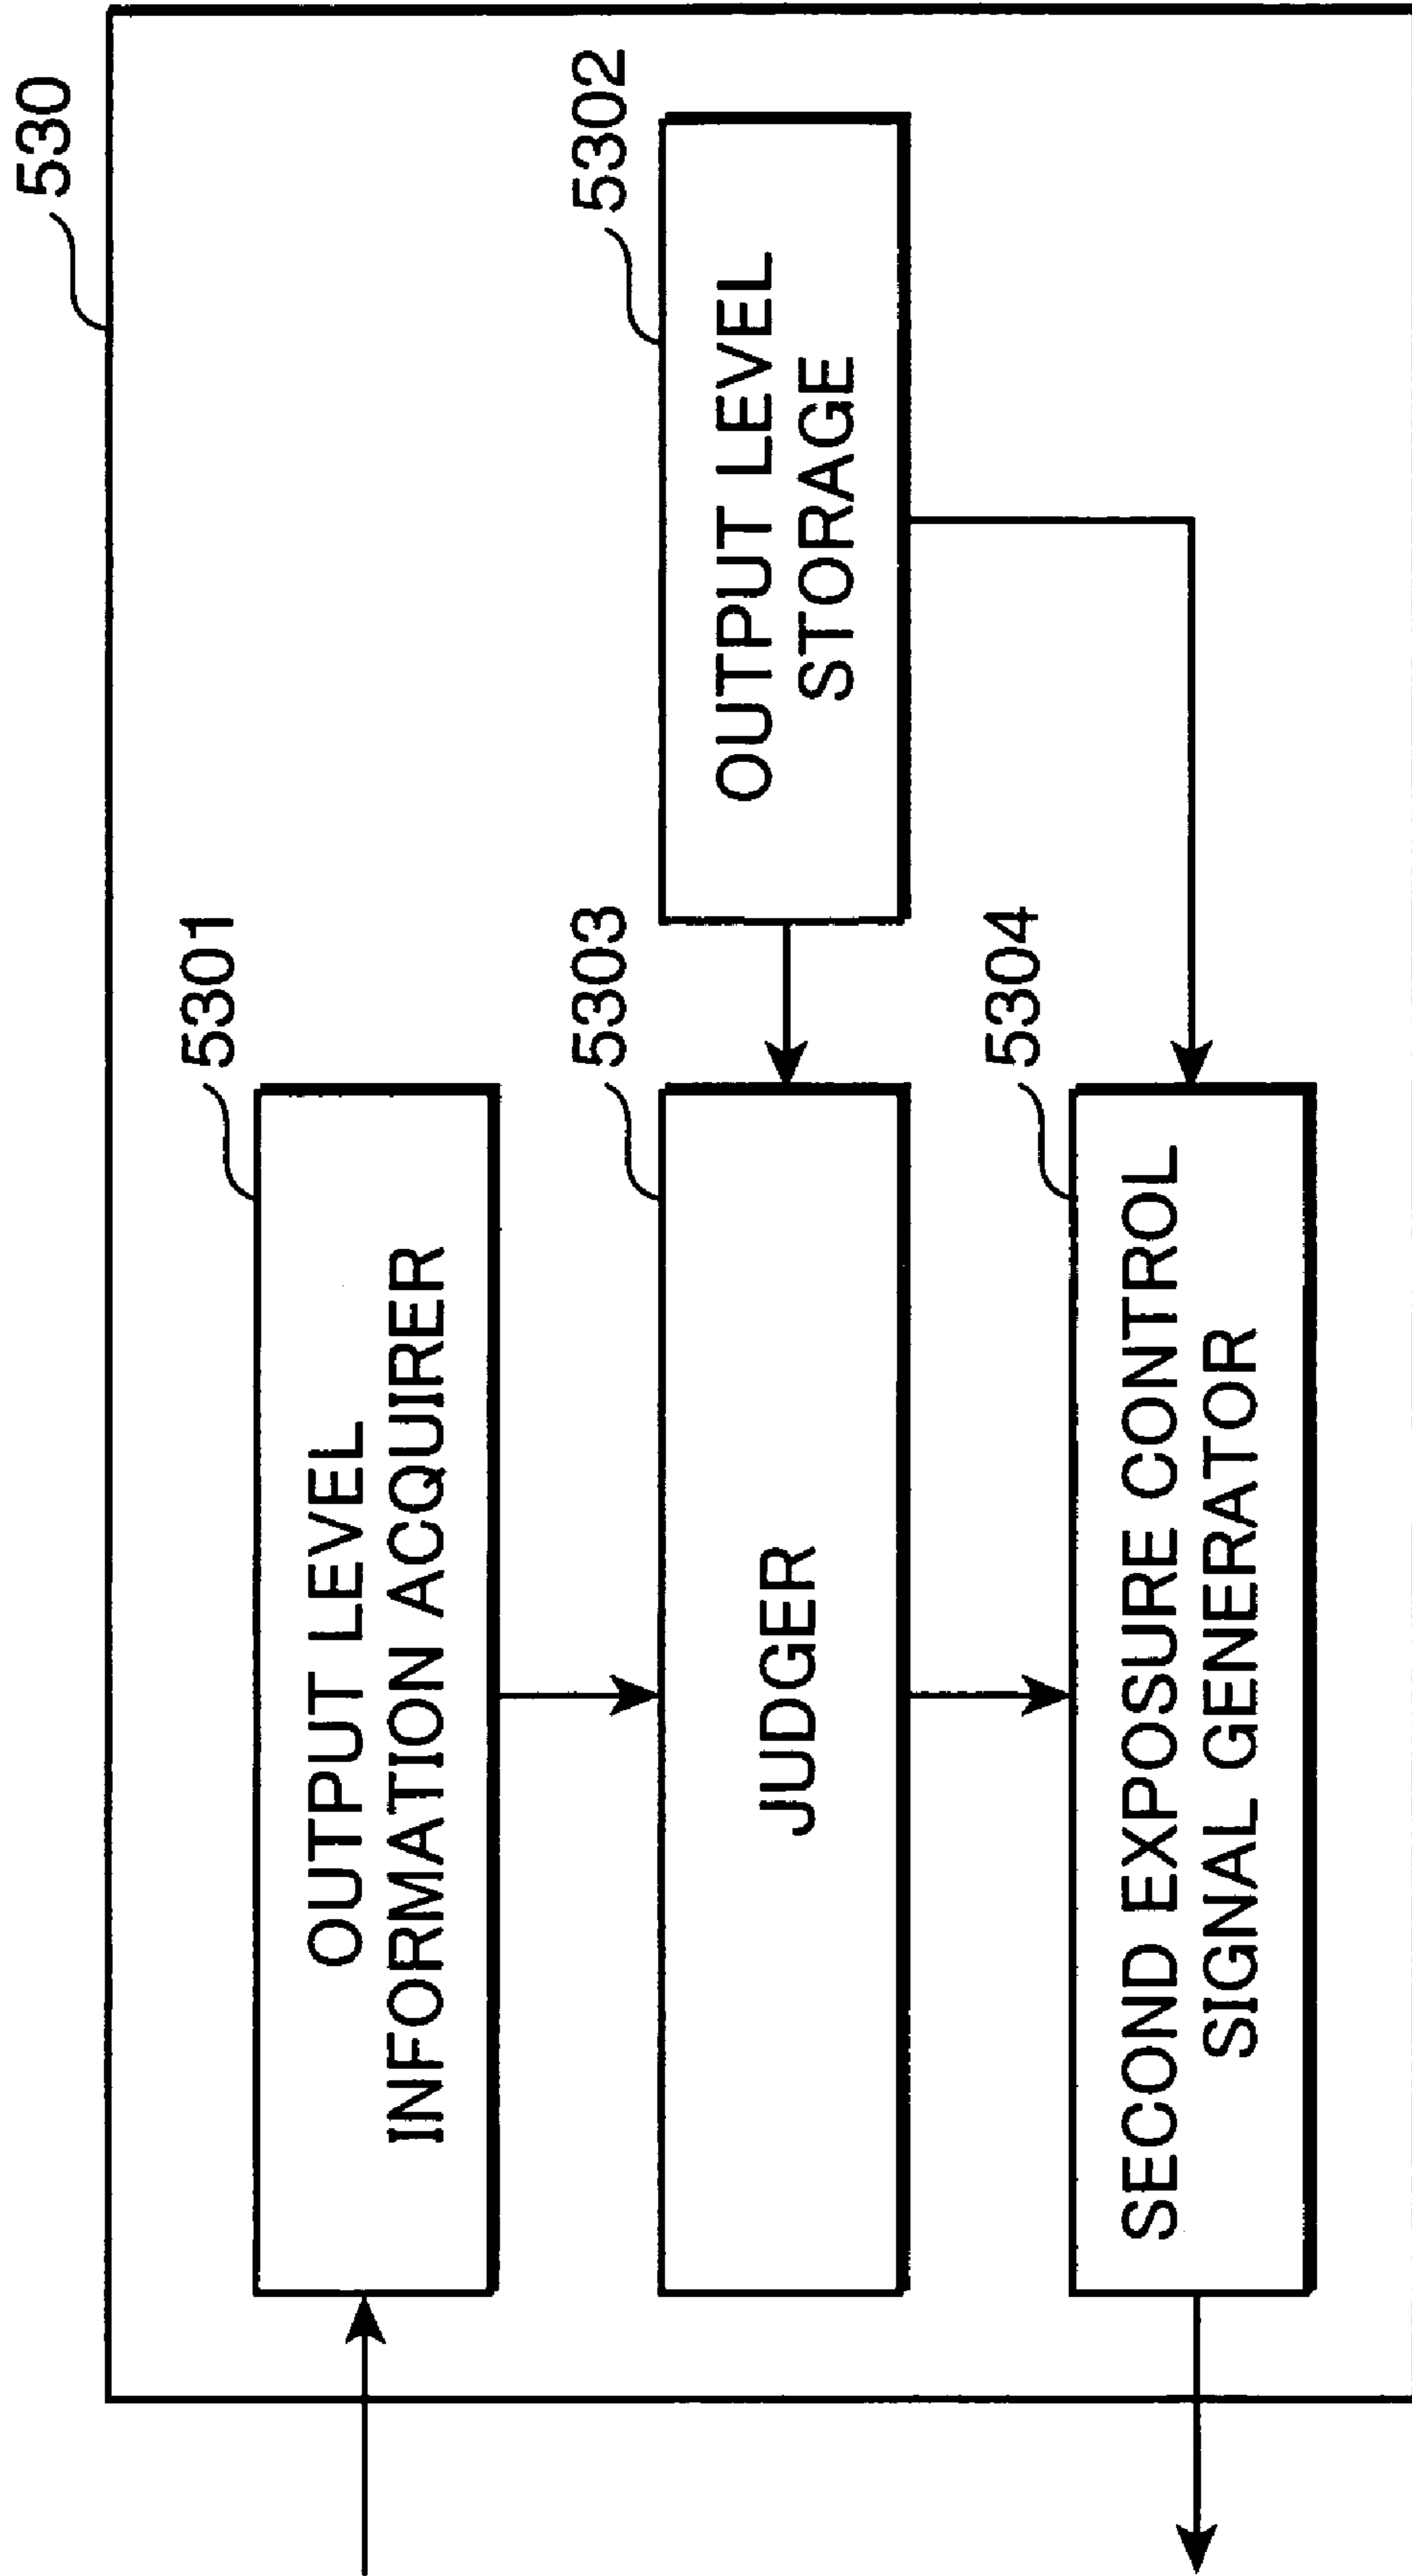 530
5301
OUTPUT LEVEL
INFORMATION ACQUIRER
5303
JUDGER
5302
OUTPUT LEVEL
STORAGE
5304
SECOND EXPOSURE CONTROL
SIGNAL GENERATOR